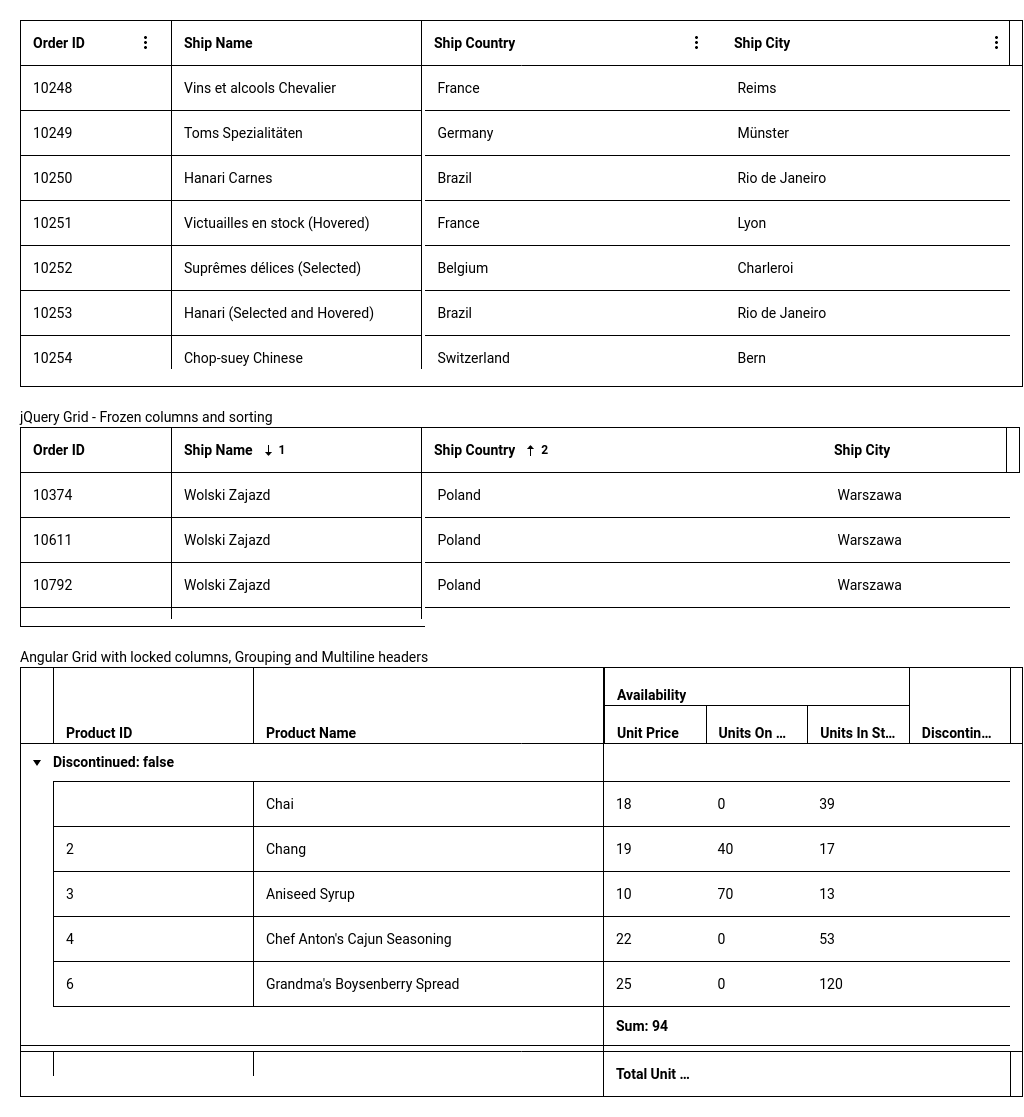 Order ID Ship Name Ship Country Ship City
10248 Vins et alcools Chevalier France Reims
10249 Toms Spezialitäten Germany Münster
10250 Hanari Carnes Brazil Rio de Janeiro
10251 Victuailles en stock (Hovered) France Lyon
10252 Suprêmes délices (Selected) Belgium Charleroi
10253 Hanari (Selected and Hovered) Brazil Rio de Janeiro
10254 Chop-suey Chinese Switzerland Bern
jQuery Grid - Frozen columns and sorting
Order ID Ship Name ↓ 1 Ship Country ↑ 2 Ship City
10374 Wolski Zajazd Poland Warszawa
10611 Wolski Zajazd Poland Warszawa
10792 Wolski Zajazd Poland Warszawa
Angular Grid with locked columns, Grouping and Multiline headers
Availability
Product ID Product Name Unit Price Units On ... Units In St... Discontin...
Discontinued: false
Chai 18 0 39
2 Chang 19 40 17
3 Aniseed Syrup 10 70 13
4 Chef Anton's Cajun Seasoning 22 0 53
6 Grandma's Boysenberry Spread 25 0 120
Sum: 94
Total Unit ...